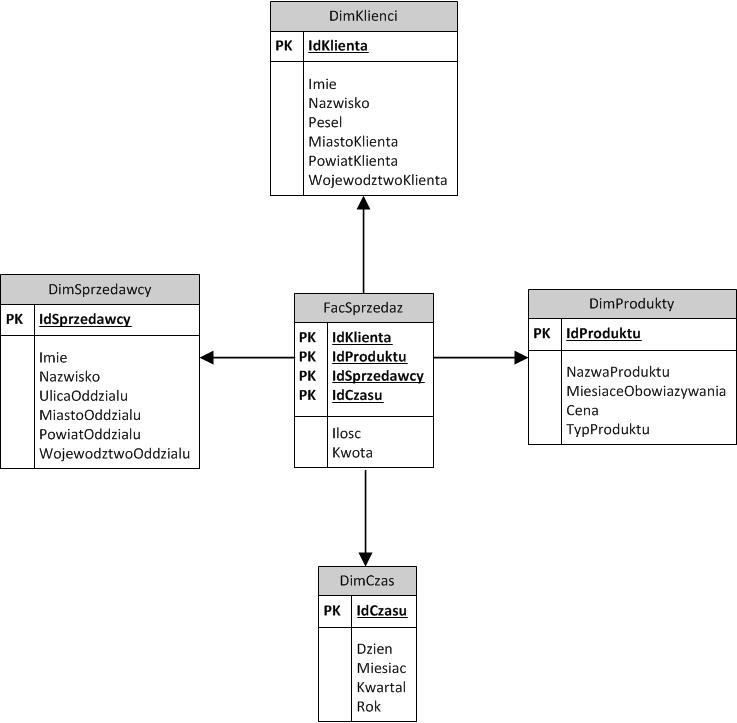 DimKlienci
PK IdKlienta
Imie
Nazwisko
Pesel
MiastoKlienta
PowiatKlienta
WojewodztwoKlienta
DimSprzedawcy
PK IdSprzedawcy
Imie
Nazwisko
UlicaOddzialu
MiastoOddzialu
PowiatOddzialu
WojewodztwoOddzialu
FacSprzedaz
PK IdKlienta
PK IdProduktu
PK IdSprzedawcy
PK IdCzasu
Ilosc
Kwota
DimProdukty
PK IdProduktu
NazwaProduktu
MiesiaceObowiazywania
Cena
TypProduktu
DimCzas
PK IdCzasu
Dzien
Miesiac
Kwartal
Rok